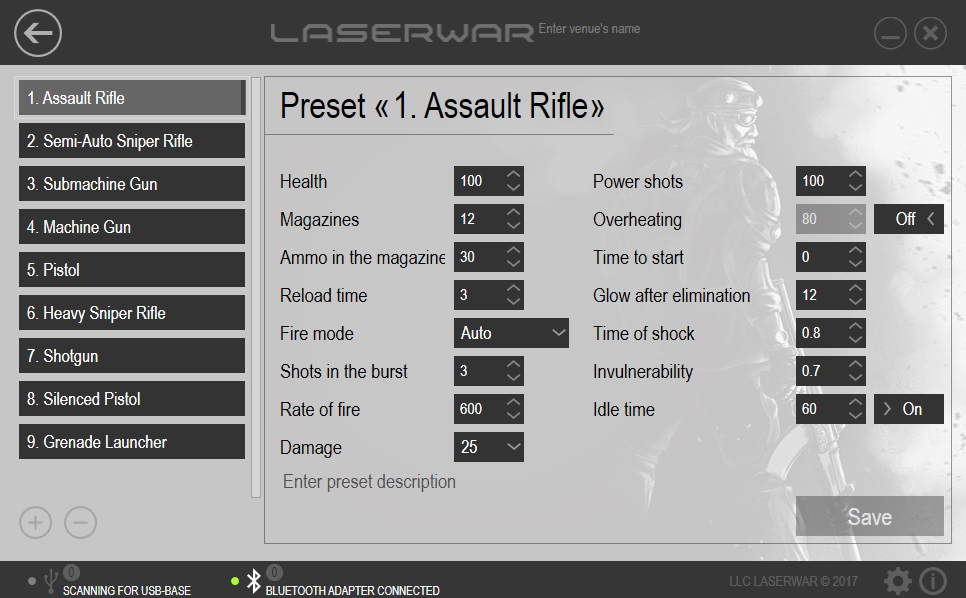 LASERWAR Enter venue's name
1. Assault Rifle
2. Semi-Auto Sniper Rifle
3. Submachine Gun
4. Machine Gun
5. Pistol
6. Heavy Sniper Rifle
7. Shotgun
8. Silenced Pistol
9. Grenade Launcher
Preset «1. Assault Rifle»
Health 100
Magazines 12
Ammo in the magazine 30
Reload time 3
Fire mode Auto
Shots in the burst 3
Rate of fire 600
Damage 25
Enter preset description
Power shots 100
Overheating 80 Off
Time to start 0
Glow after elimination 12
Time of shock 0.8
Invulnerability 0.7
Idle time 60 On
Save
0
SCANNING FOR USB-BASE
0
BLUETOOTH ADAPTER CONNECTED
LLC LASERWAR © 2017